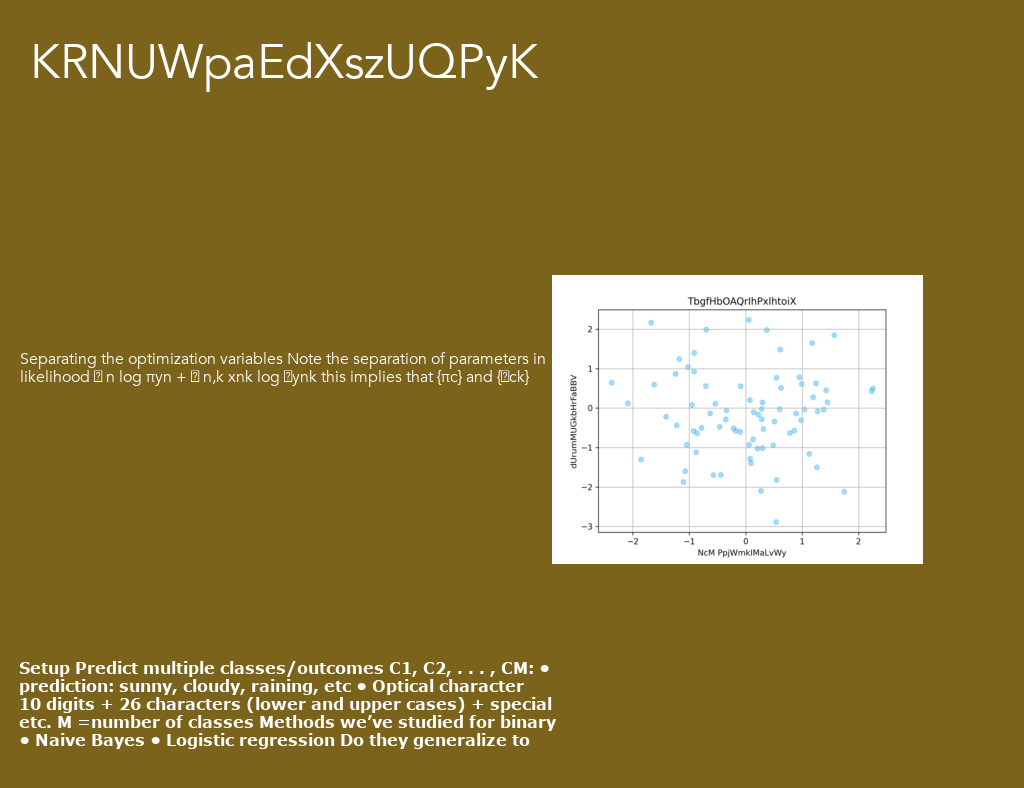 KRNUWpaEdXszUQPyK
Separating the optimization variables Note the separation of parameters in
likelihood n log πyn + n,k xnk log ynk this implies that {πc} and { ck}
TbgfHbOAQrlhPxlhtoiX
dUrumMUGkbHrFaBBV
2
1
0
−1
−2
−3
−2 −1 0 1 2
NcM PpjWmklMaLvWy
Setup Predict multiple classes/outcomes C1, C2, . . . , CM: •
prediction: sunny, cloudy, raining, etc • Optical character
10 digits + 26 characters (lower and upper cases) + special
etc. M =number of classes Methods we’ve studied for binary
• Naive Bayes • Logistic regression Do they generalize to